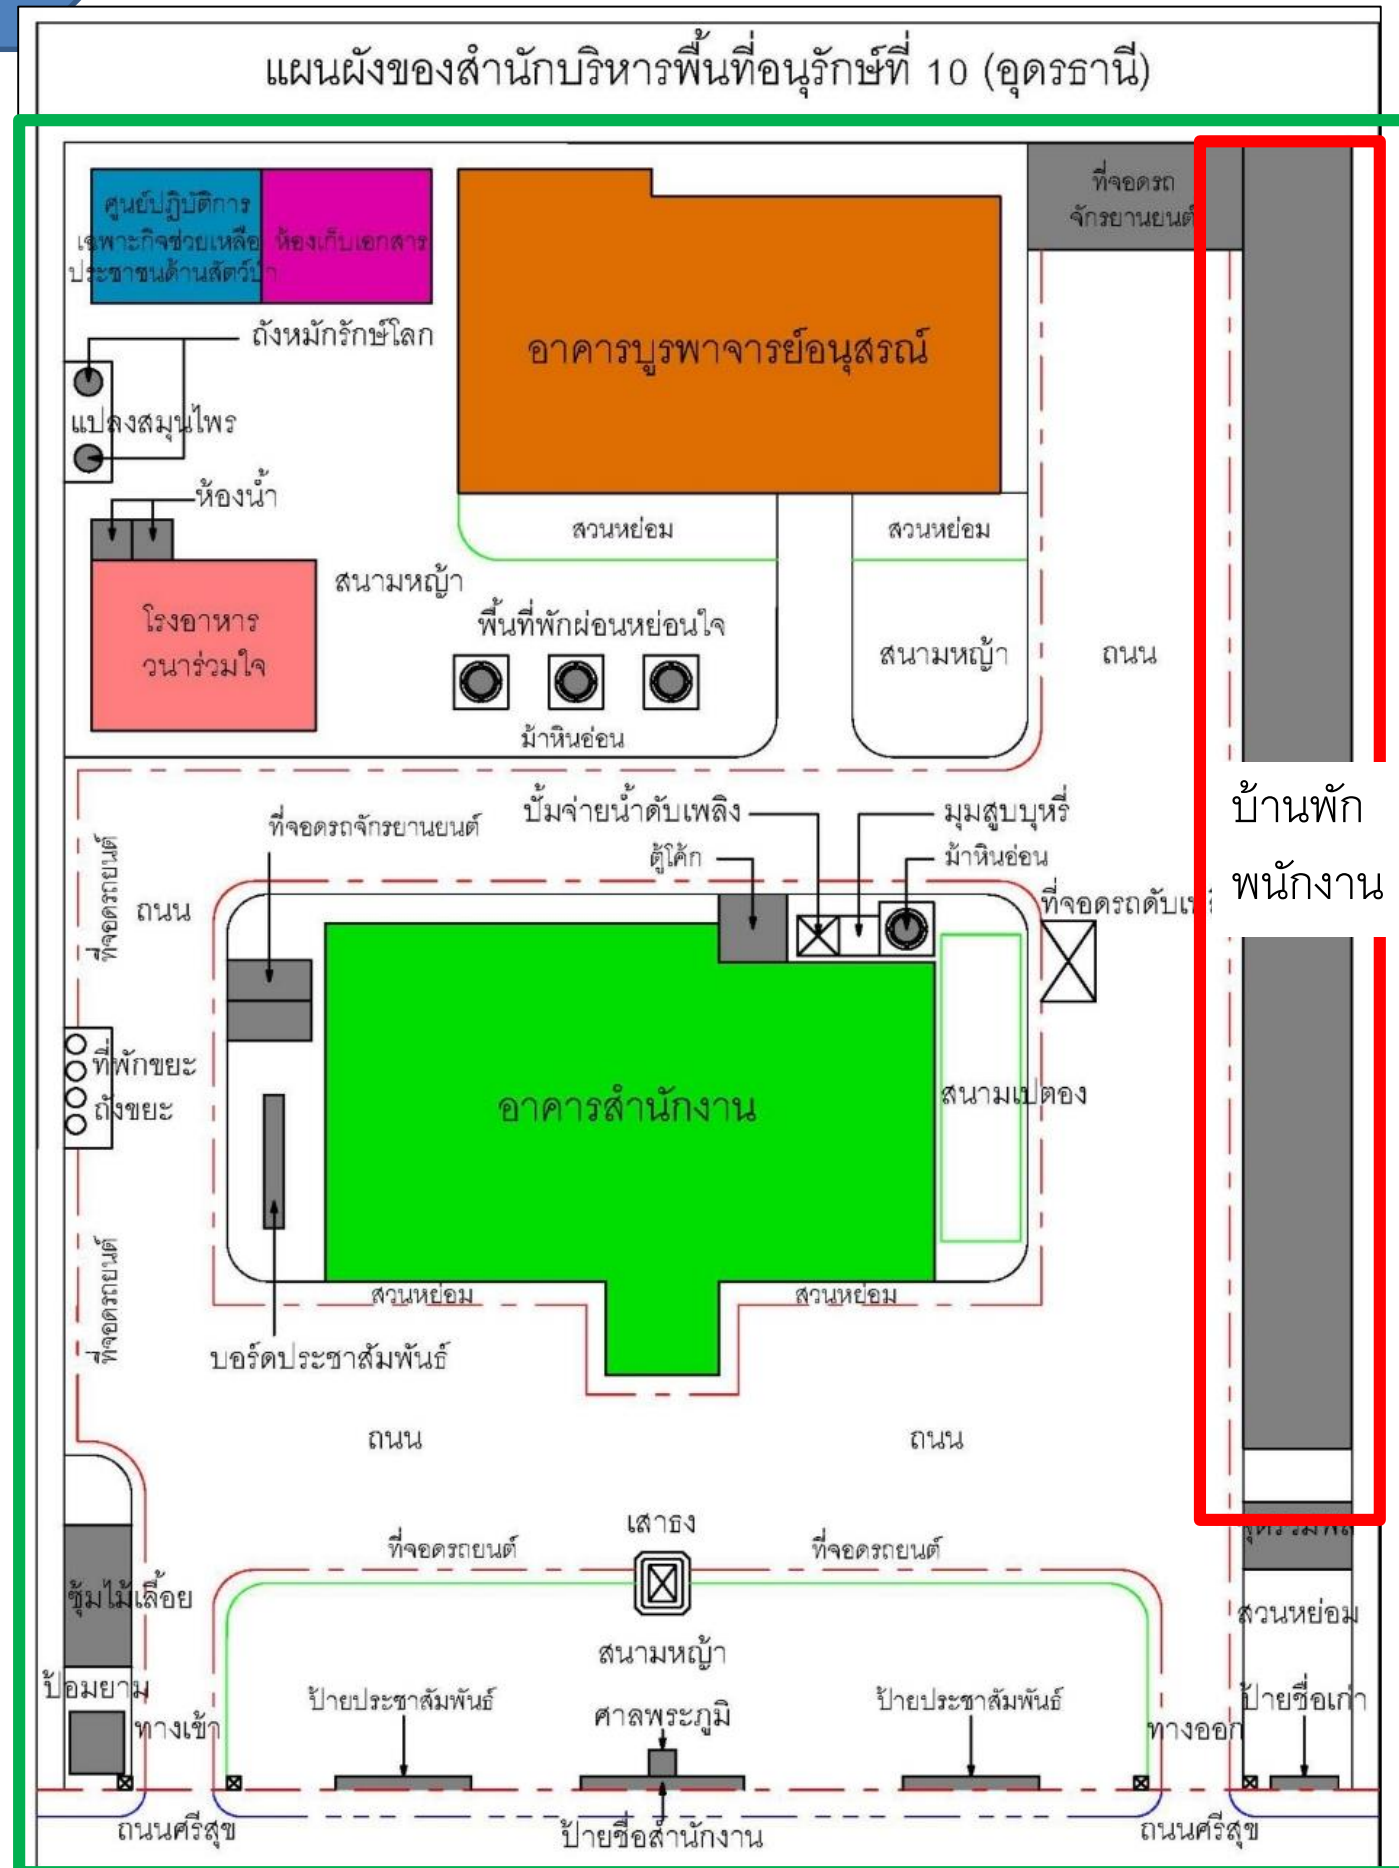 แผนผังของสำนักบริหารพื้นที่อนุรักษ์ที่ 10 (อุดรธานี)
ศูนย์ปฏิบัติการ
เฉพาะกิจช่วยเหลือ
ประชาชนด้านสัตว์ป่า
ห้องเก็บเอกสาร
อาคารบูรพาจารย์อนุสรณ์
ที่จอดรถ
จักรยานยนต์
ถังหมักรักษ์โลก
แปลงสมุนไพร
ห้องน้ำ
โรงอาหาร
วนาร่วมใจ
สนามหญ้า
สวนหย่อม
สวนหย่อม
พื้นที่พักผ่อนหย่อนใจ
ม้าหินอ่อน
สนามหญ้า
ถนน
บ้านพัก
พนักงาน
ที่จอดรถจักรยานยนต์
ปั้มจ่ายน้ำดับเพลิง
มุมสูบบุหรี่
ตู้โค้ก
ม้าหินอ่อน
ที่จอดรถดับเ
ที่จอดรถยนต์
ถนน
ที่พักขยะ
ถังขยะ
อาคารสำนักงาน
สนามเปตอง
ที่จอดรถยนต์
สวนหย่อม
สวนหย่อม
บอร์ดประชาสัมพันธ์
ถนน
ถนน
เสาธง
ที่จอดรถยนต์
ที่จอดรถยนต์
ซุ้มไม้เลื้อย
สวนหย่อม
สนามหญ้า
ป้อมยาม
ป้ายประชาสัมพันธ์
ศาลพระภูมิ
ป้ายประชาสัมพันธ์
ป้ายชื่อเก่า
ทางเข้า
ทางออก
ถนนศรีสุข
ป้ายชื่อสำนักงาน
ถนนศรีสุข